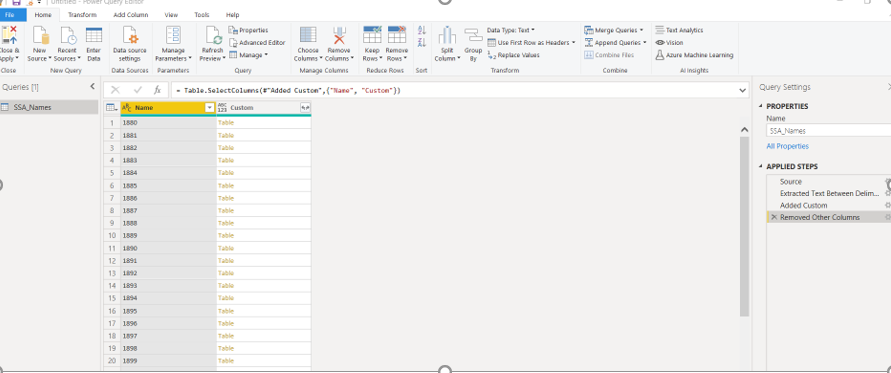 Untitled - Power Query Editor
File Home Transform Add Column View Tools Help
Close & Apply New Source Recent Sources Enter Data Data source settings Manage Parameters Refresh Preview Properties Advanced Editor Manage Choose Columns Remove Columns Keep Rows Remove Rows Split Column Group By Data Type: Text Use First Row as Headers Replace Values Merge Queries Append Queries Combine Files Text Analytics Vision Azure Machine Learning
Close New Query Data Sources Parameters Query Manage Columns Reduce Rows Sort Transform Combine AI Insights
Queries [1]
SSA_Names
= Table.SelectColumns(#"Added Custom",{"Name", "Custom"})
Name ABC 123 Custom
1 1880 Table
2 1881 Table
3 1882 Table
4 1883 Table
5 1884 Table
6 1885 Table
7 1886 Table
8 1887 Table
9 1888 Table
10 1889 Table
11 1890 Table
12 1891 Table
13 1892 Table
14 1893 Table
15 1894 Table
16 1895 Table
17 1896 Table
18 1897 Table
19 1898 Table
20 1899 Table
Query Settings
PROPERTIES
Name
SSA_Names
All Properties
APPLIED STEPS
Source
Extracted Text Between Delim...
Added Custom
Removed Other Columns